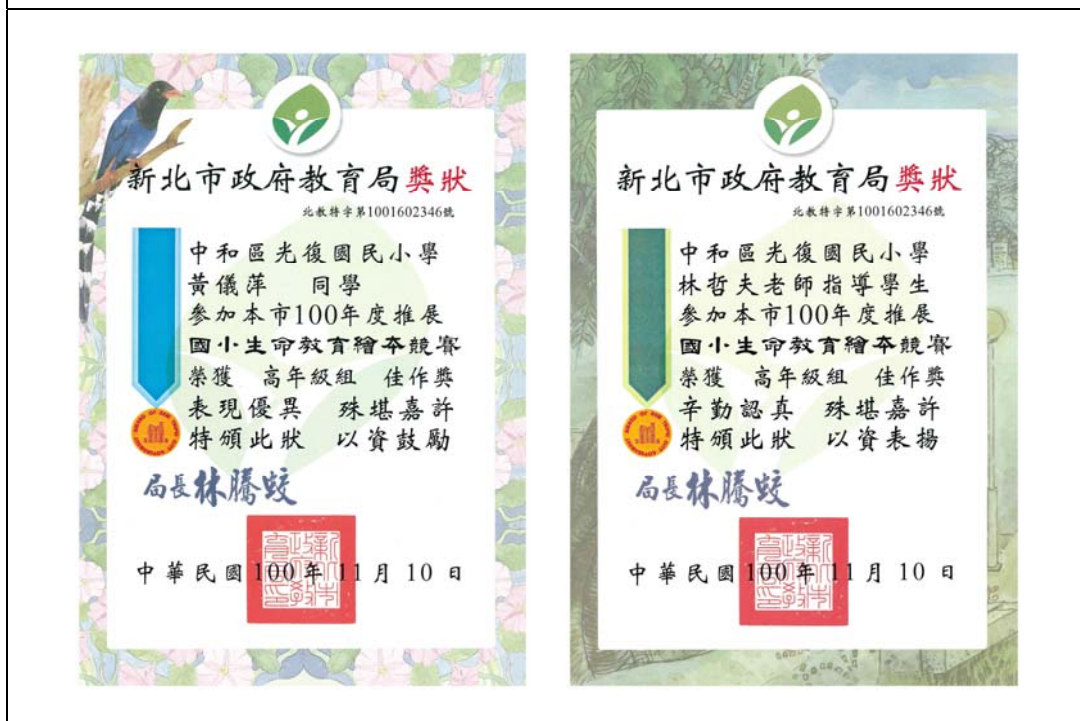 新北市政府教育局獎狀
北教特字第1001602346號
中和區光復國民小學
黃儀萍 同學
參加本市100年度推展
國小生命教育繪本競賽
榮獲 高年級組 佳作獎
表現優異 殊堪嘉許
特頒此狀 以資鼓勵
局長林騰蛟
中華民國100年11月10日
新北市政府教育局獎狀
北教特字第1001602346號
中和區光復國民小學
林哲夫老師指導學生
參加本市100年度推展
國小生命教育繪本競賽
榮獲 高年級組 佳作獎
辛勤認真 殊堪嘉許
特頒此狀 以資表揚
局長林騰蛟
中華民國100年11月10日